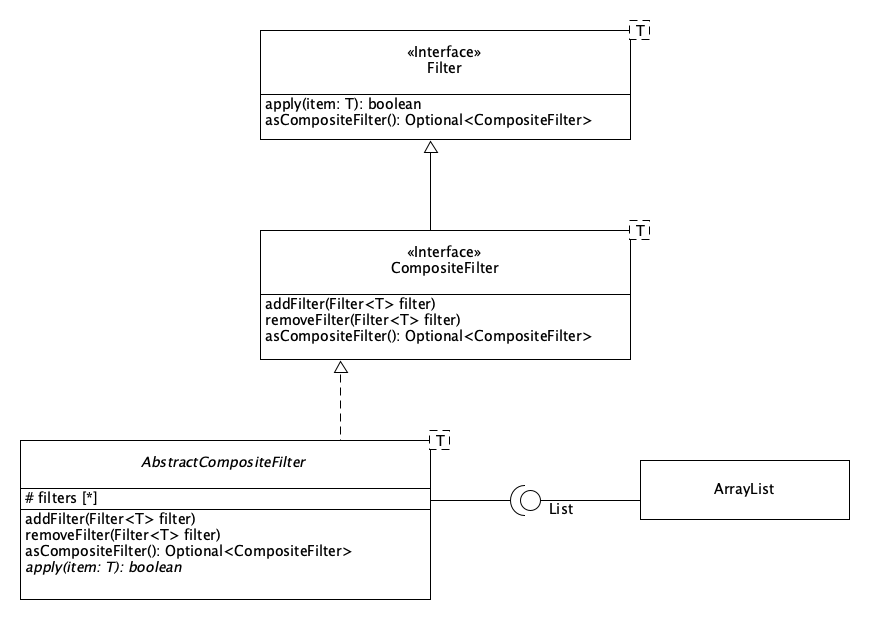 T
«Interface»
Filter
apply(item: T): boolean
asCompositeFilter(): Optional<CompositeFilter>
T
«Interface»
CompositeFilter
addFilter(Filter<T> filter)
removeFilter(Filter<T> filter)
asCompositeFilter(): Optional<CompositeFilter>
T
AbstractCompositeFilter
# filters [*]
addFilter(Filter<T> filter)
removeFilter(Filter<T> filter)
asCompositeFilter(): Optional<CompositeFilter>
apply(item: T): boolean
List
ArrayList